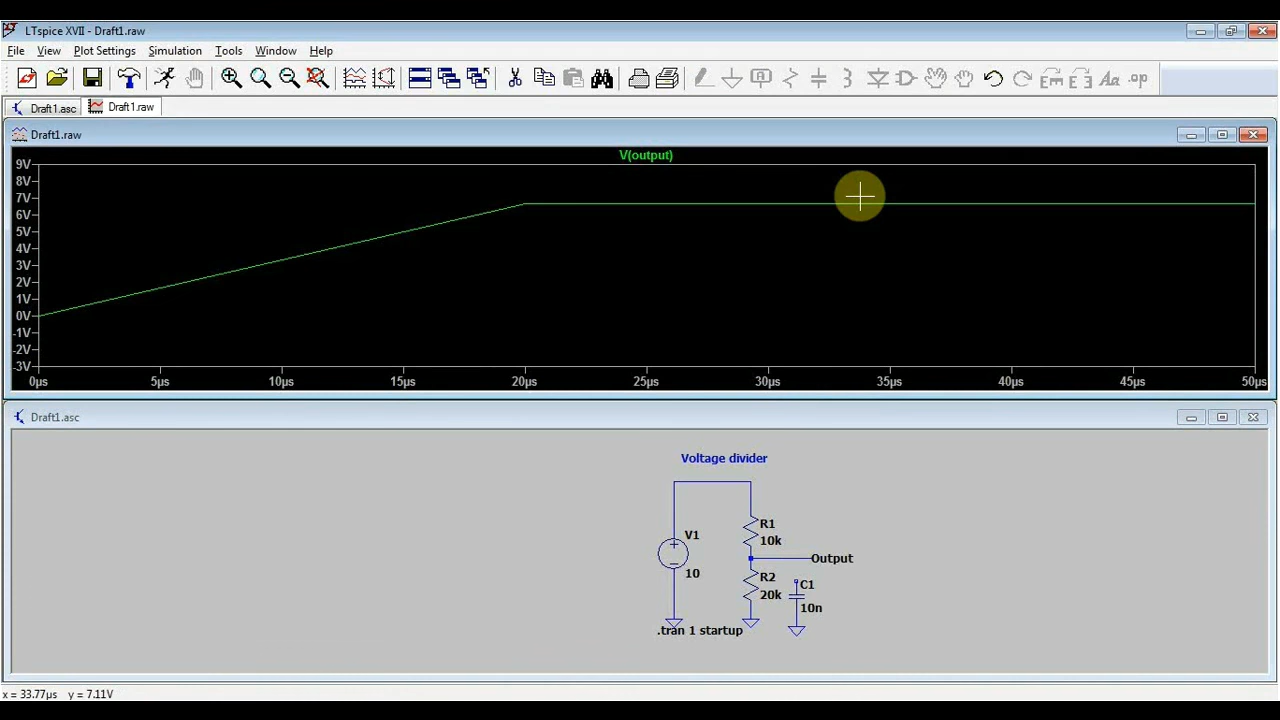 LTspice XVII - Draft1.raw
File View Plot Settings Simulation Tools Window Help
Draft1.asc Draft1.raw
Draft1.raw
V(output)
9V
8V
7V
6V
5V
4V
3V
2V
1V
0V
-1V
-2V
-3V
0µs 5µs 10µs 15µs 20µs 25µs 30µs 35µs 40µs 45µs 50µs
Draft1.asc
Voltage divider
R1
V1
10k
Output
10
R2
C1
20k
10n
.tran 1 startup
x = 33.77µs y = 7.11V